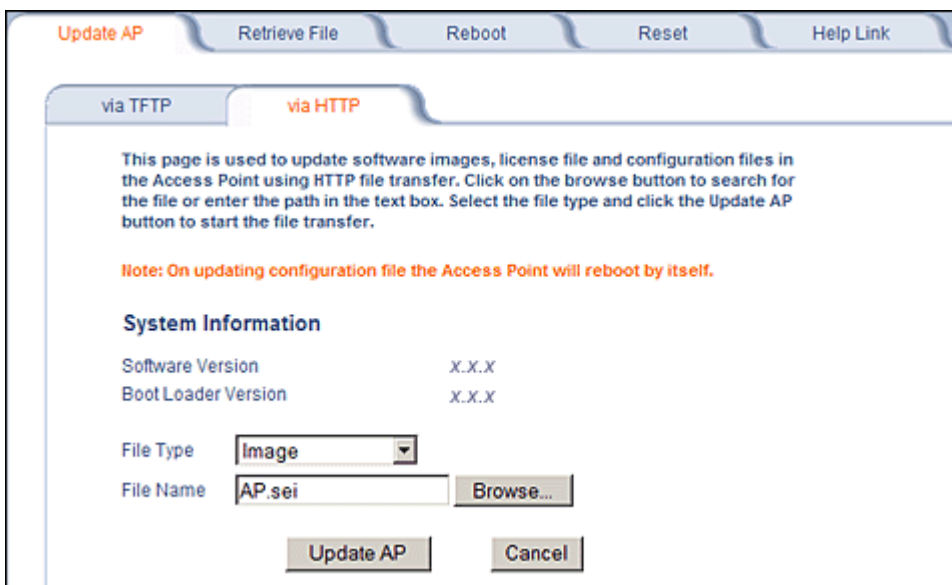 Update AP Retrieve File Reboot Reset Help Link
via TFTP via HTTP
This page is used to update software images, license file and configuration files in
the Access Point using HTTP file transfer. Click on the browse button to search for
the file or enter the path in the text box. Select the file type and click the Update AP
button to start the file transfer.
Note: On updating configuration file the Access Point will reboot by itself.
System Information
Software Version X.X.X
Boot Loader Version X.X.X
File Type Image
File Name AP.sei Browse...
Update AP Cancel